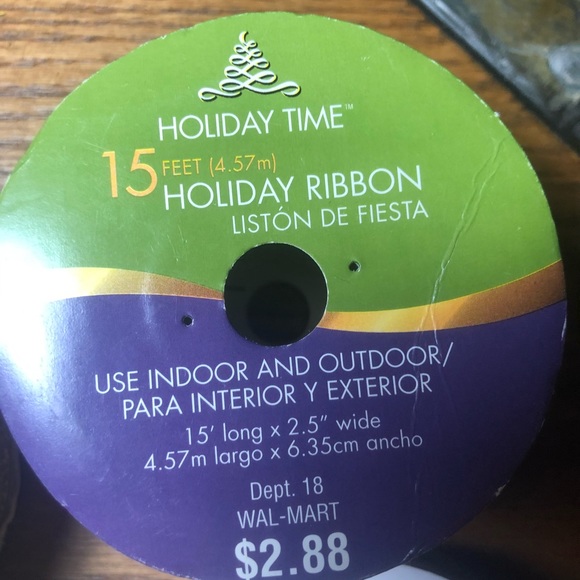 HOLIDAY TIME™
15 FEET (4.57m)
HOLIDAY RIBBON
LISTÓN DE FIESTA
USE INDOOR AND OUTDOOR/
PARA INTERIOR Y EXTERIOR
15' long x 2.5" wide
4.57m largo x 6.35cm ancho
Dept. 18
WAL-MART
$2.88